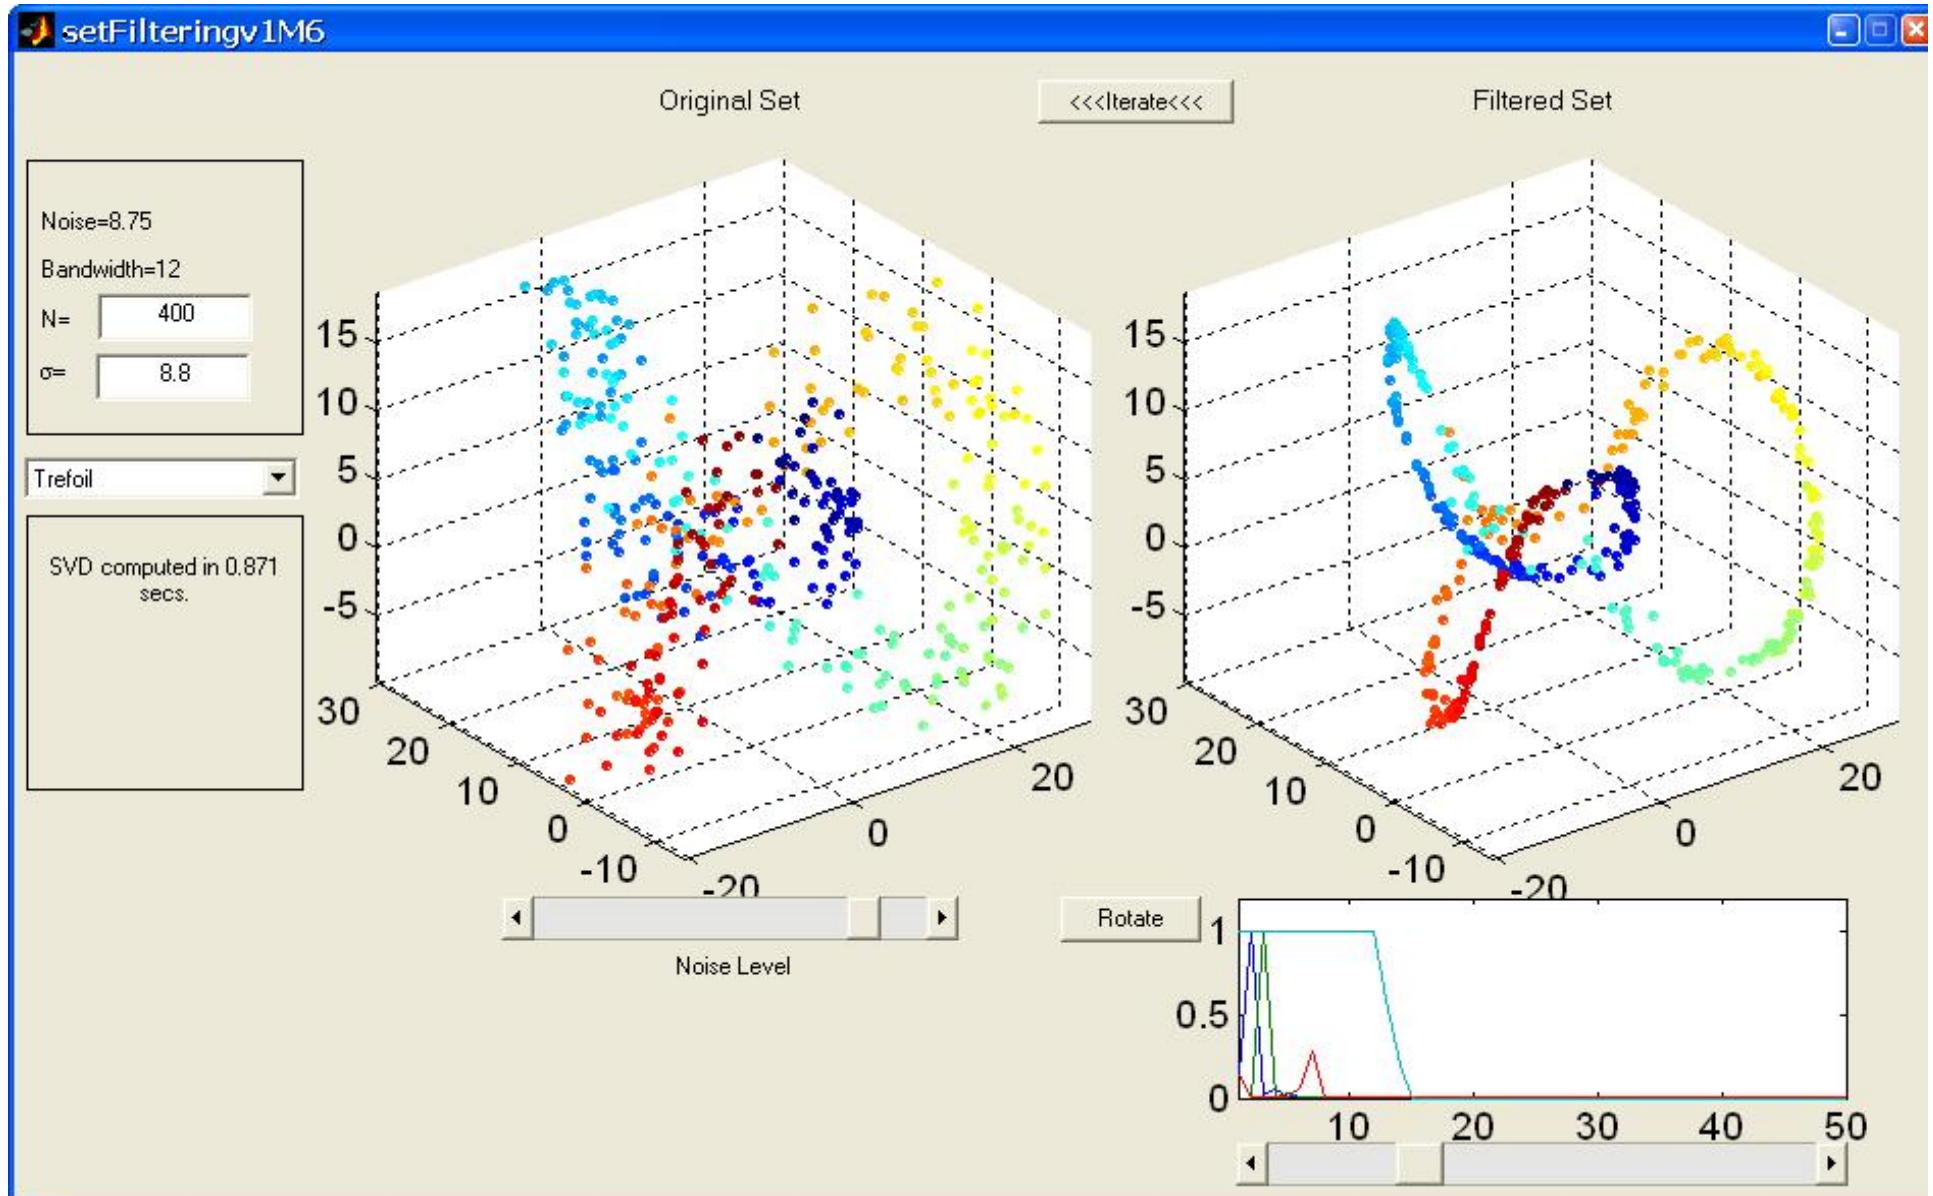 setFilteringv1M6
Original Set
<<<Iterate<<<
Filtered Set
Noise=8.75
Bandwidth=12
N= 400
σ= 8.8
Trefoil
SVD computed in 0.871
secs.
15
10
5
0
-5
30
20
10
0
-10
-20
0
20
15
10
5
0
-5
30
20
10
0
-10
-20
0
20
Noise Level
Rotate
1
0.5
0
10 20 30 40 50